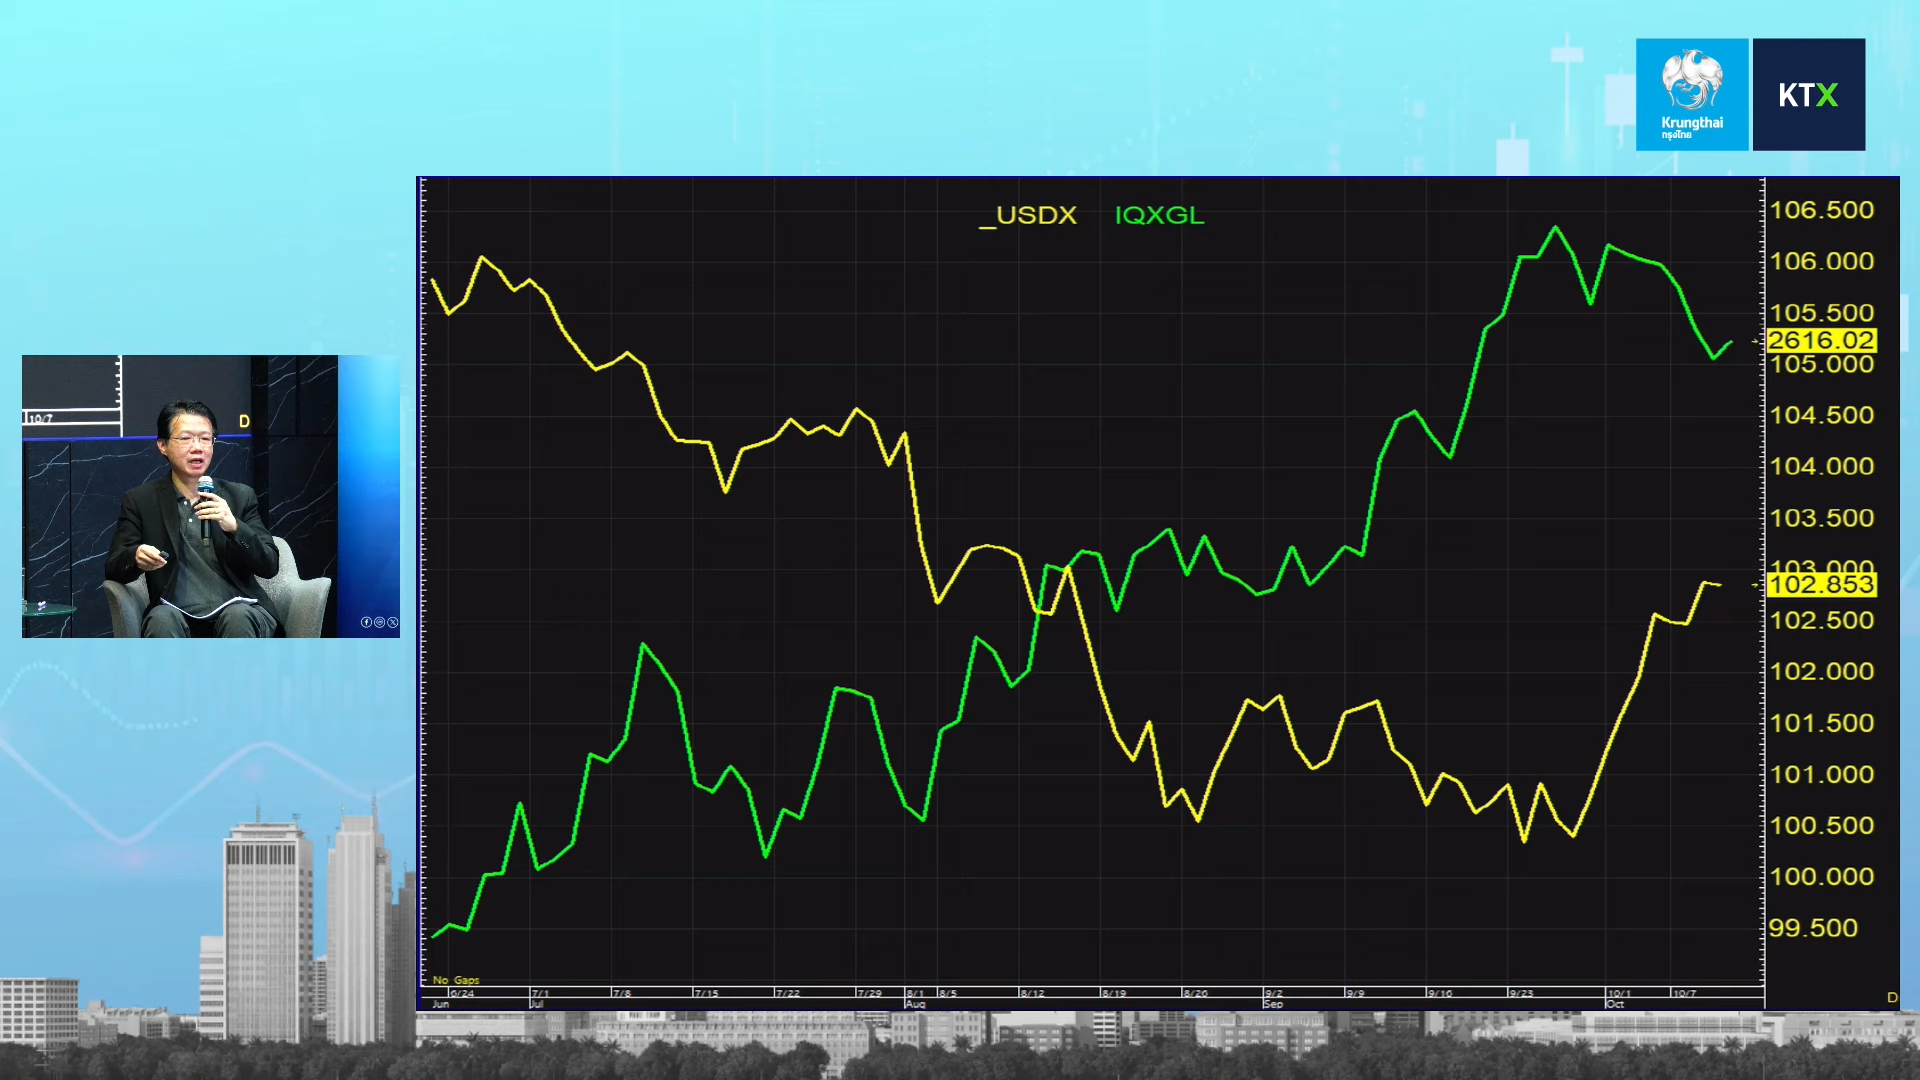 Krungthai
กรุงไทย
KTX
_USDX IQXGL
106.500
106.000
105.500
2616.02
105.000
104.500
104.000
103.500
103.000
102.853
102.500
102.000
101.500
101.000
100.500
100.000
99.500
No Gaps
6/24 7/1 7/8 7/15 7/22 7/29 8/1 8/5 8/12 8/19 8/26 9/2 9/9 9/16 9/23 10/1 10/7
Jun Jul Aug Sep Oct
D
10/7
D